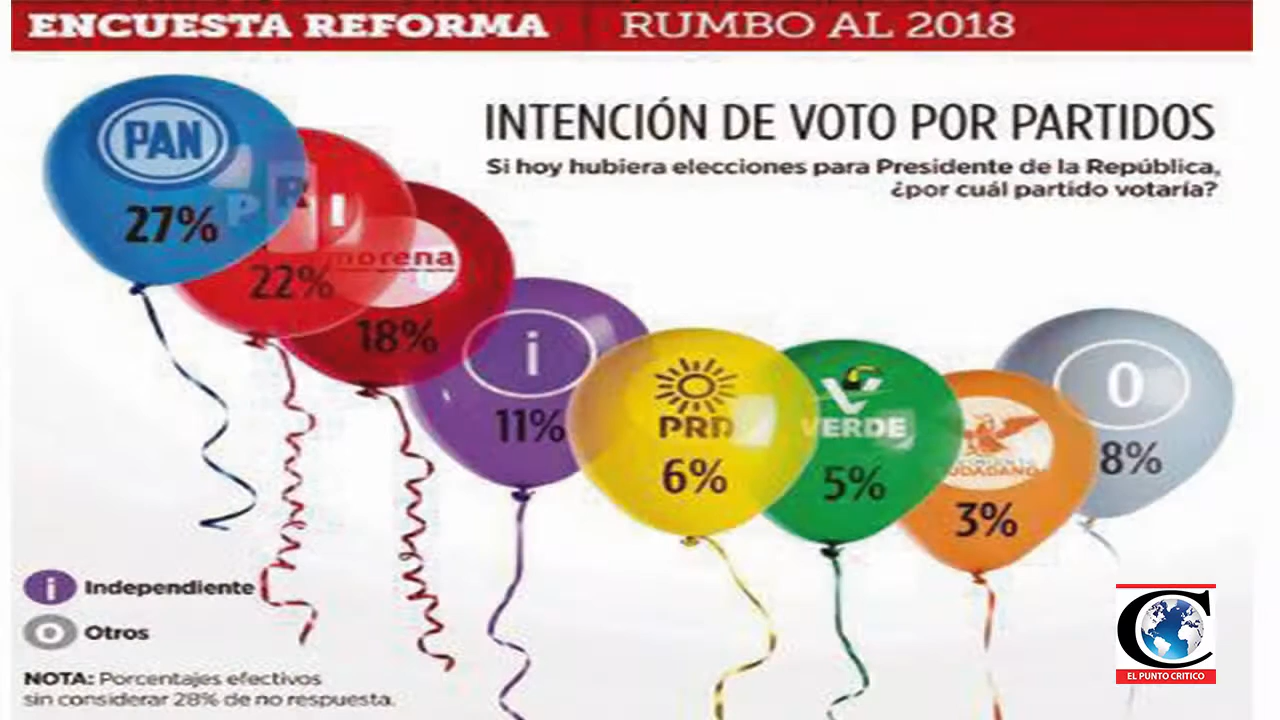 ENCUESTA REFORMA | RUMBO AL 2018
INTENCIÓN DE VOTO POR PARTIDOS
Si hoy hubiera elecciones para Presidente de la República,
¿por cuál partido votaría?
PAN
27%
PRI
22%
morena
18%
i
11%
PRD
6%
VERDE
5%
CIUDADANO
3%
O
8%
i Independiente
O Otros
NOTA: Porcentajes efectivos
sin considerar 28% de no respuesta.
C
EL PUNTO CRITICO